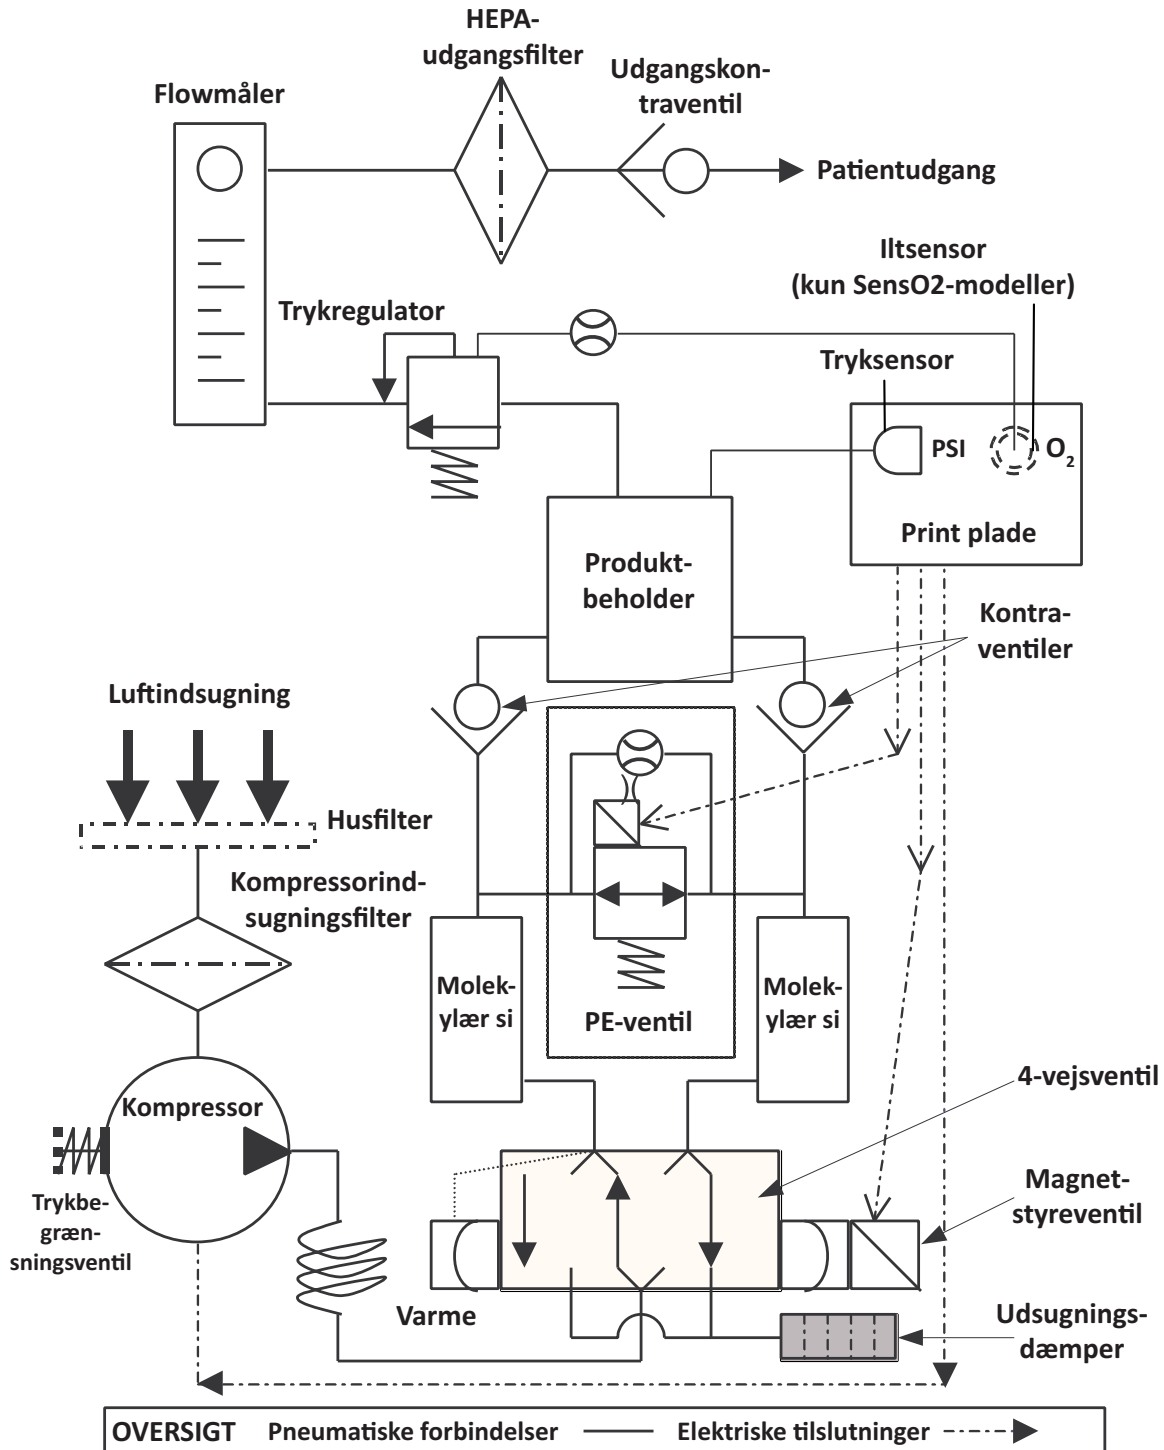 HEPA-
udgangsfilter
Udgangskon-
traventil
Flowmåler
Patientudgang
Iltsensor
(kun SensO2-modeller)
Trykregulator
Tryksensor
PSI
O2
Print plade
Produkt-
beholder
Kontra-
ventiler
Luftindsugning
Husfilter
Kompressorind-
sugningsfilter
Molek-
ylær si
PE-ventil
Molek-
ylær si
4-vejsventil
Kompressor
Trykbe-
græn-
sningsventil
Magnet-
styreventil
Varme
Udsugnings-
dæmper
OVERSIGT Pneumatiske forbindelser Elektriske tilslutninger